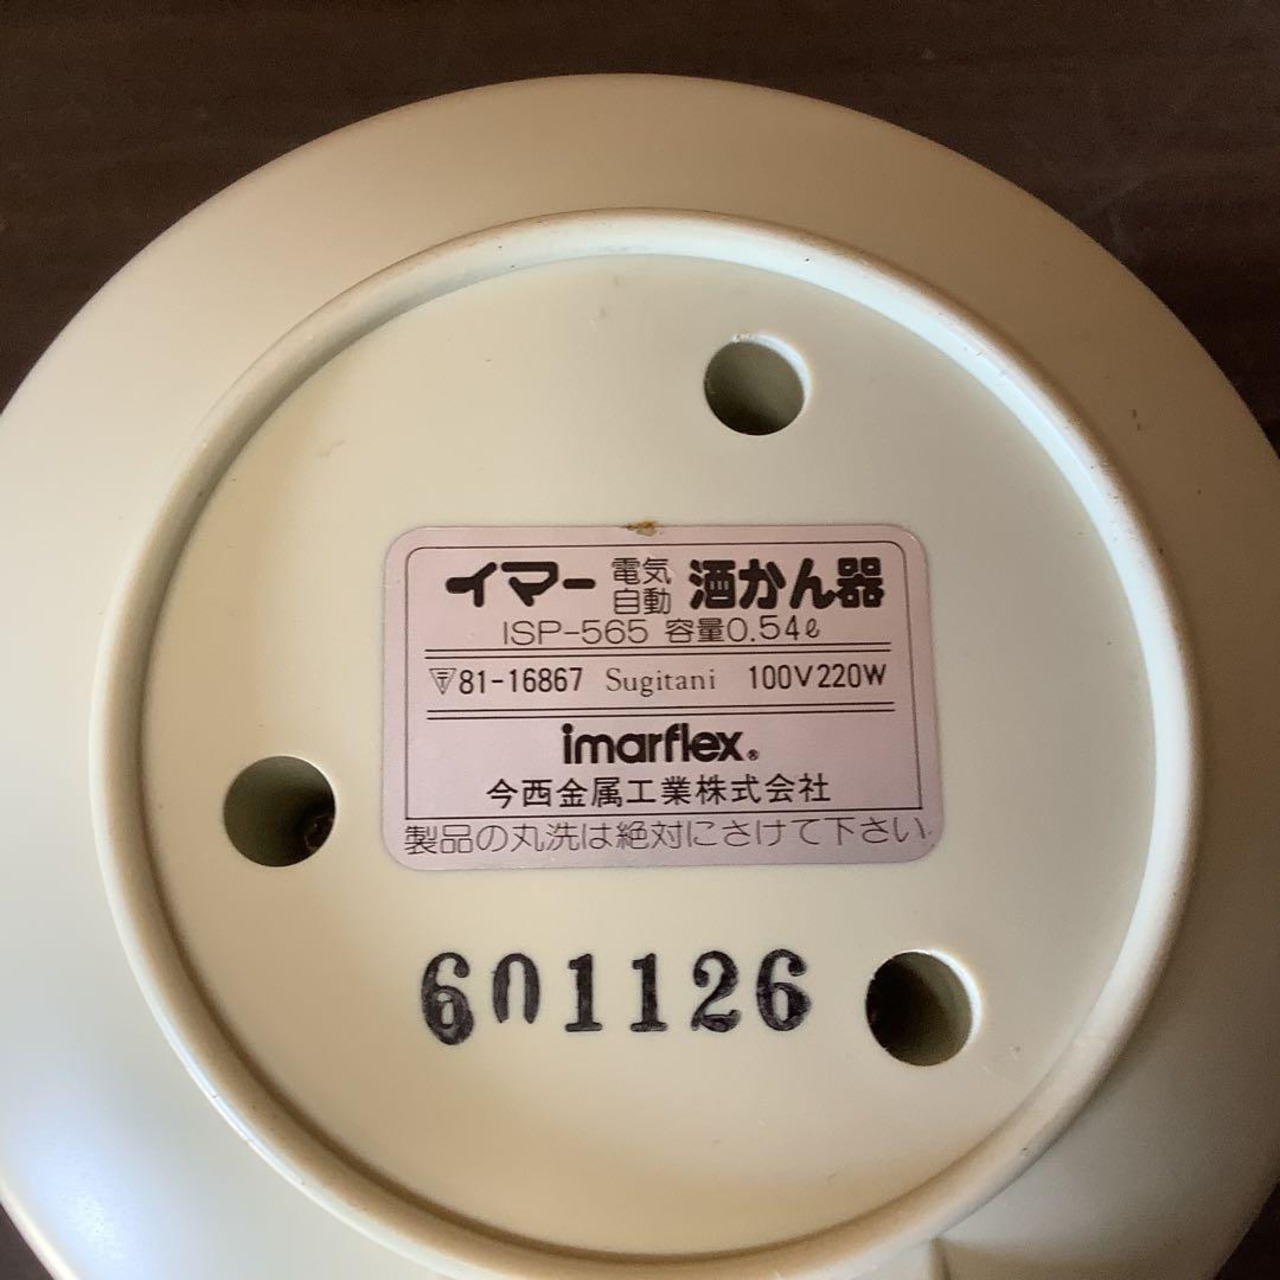 イマー 電気自動 酒かん器
ISP-565 容量0.54ℓ
〒81-16867 Sugitani 100V220W
imarflex®
今西金属工業株式会社
製品の丸洗は絶対にさけて下さい
601126